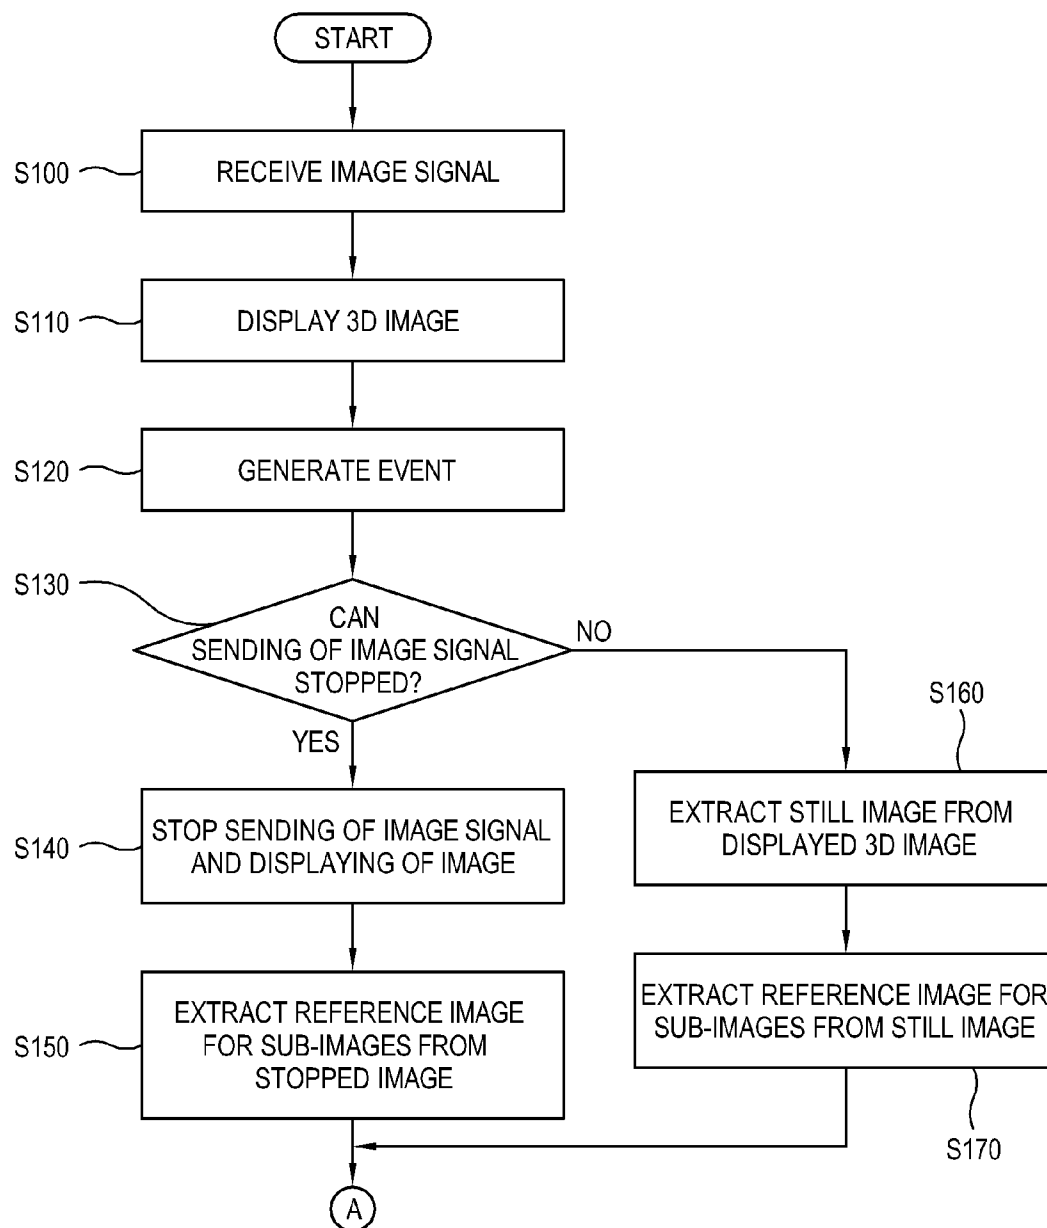 START
S100
RECEIVE IMAGE SIGNAL
S110
DISPLAY 3D IMAGE
S120
GENERATE EVENT
S130
CAN
SENDING OF IMAGE SIGNAL
STOPPED?
NO
YES
S140
STOP SENDING OF IMAGE SIGNAL
AND DISPLAYING OF IMAGE
S150
EXTRACT REFERENCE IMAGE
FOR SUB-IMAGES FROM
STOPPED IMAGE
S160
EXTRACT STILL IMAGE FROM
DISPLAYED 3D IMAGE
EXTRACT REFERENCE IMAGE FOR
SUB-IMAGES FROM STILL IMAGE
S170
A